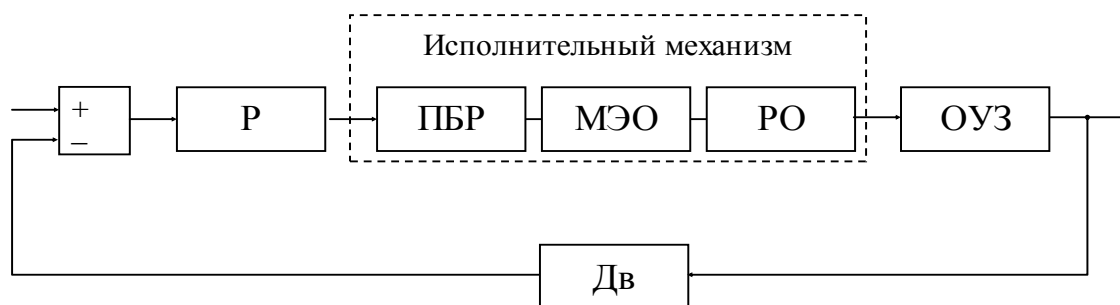 Исполнительный механизм
+
–
Р
ПБР
МЭО
РО
ОУЗ
Дв